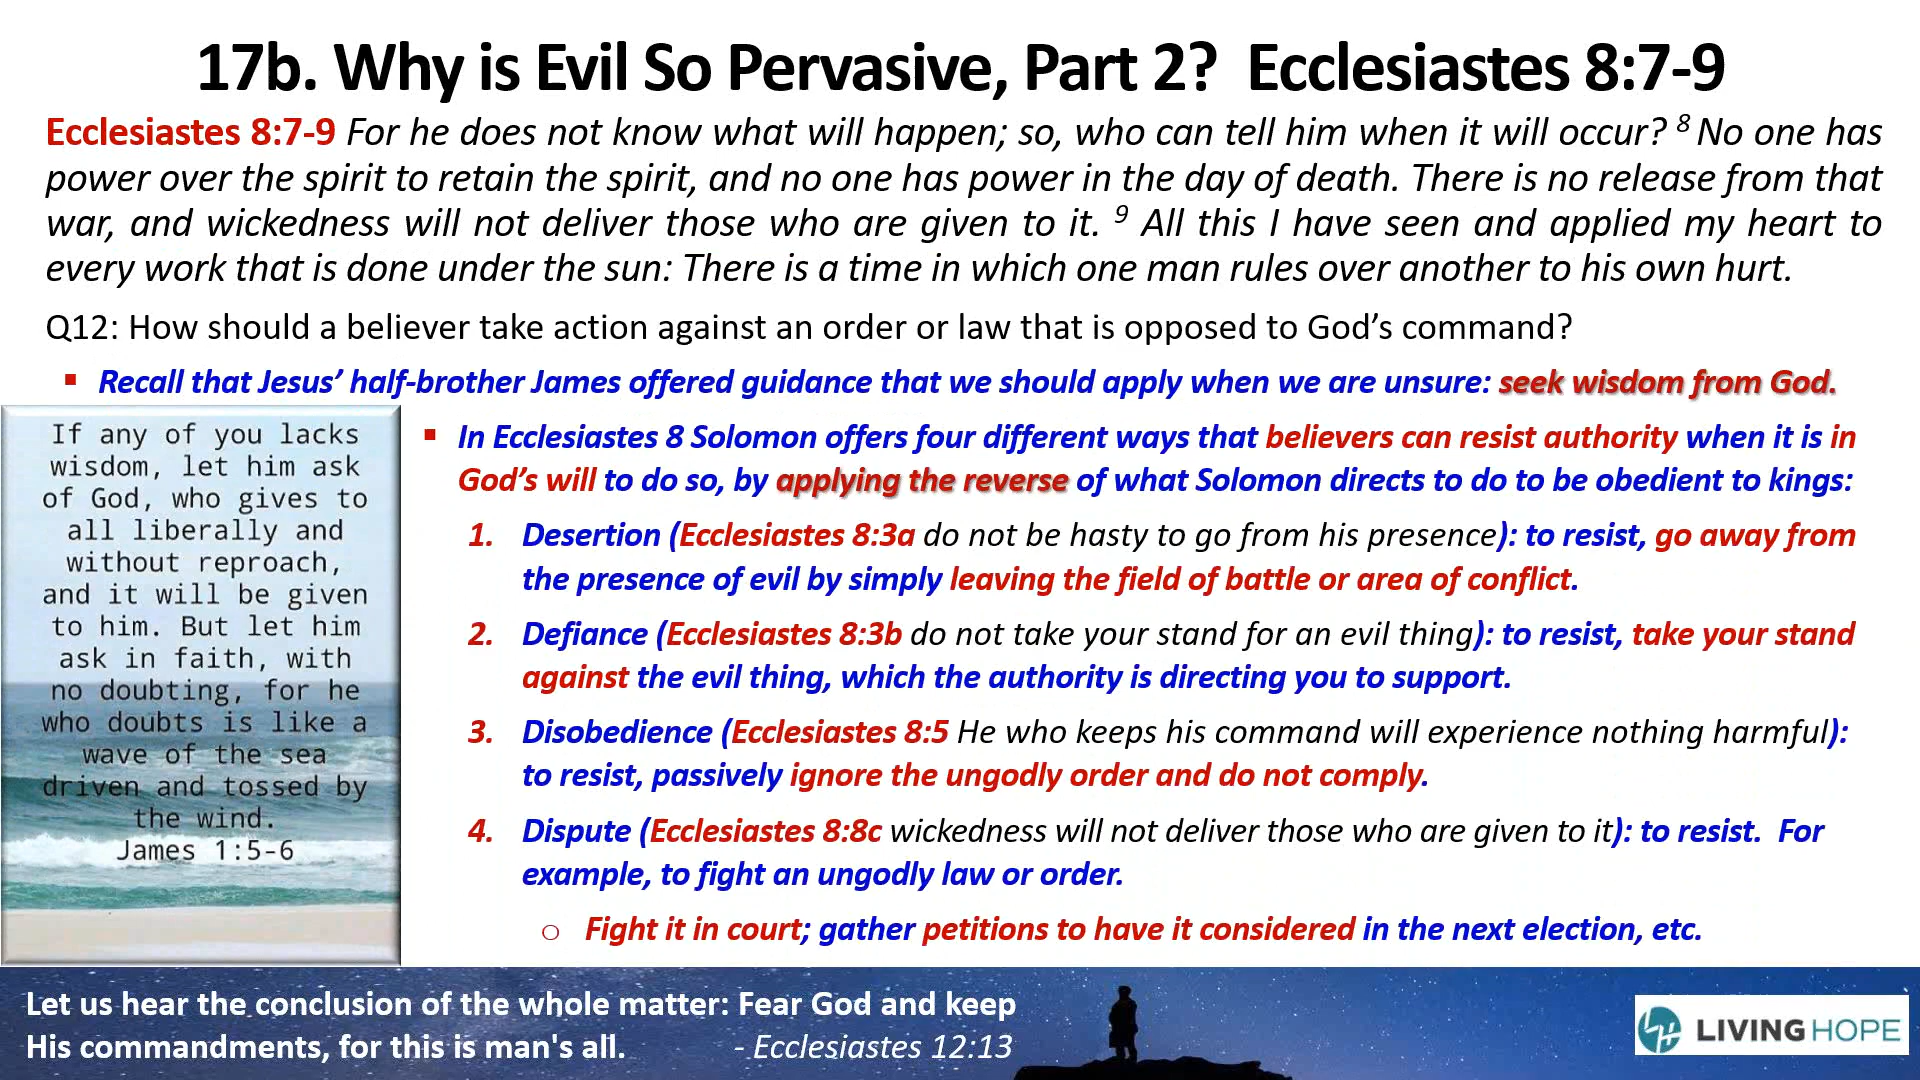 17b. Why is Evil So Pervasive, Part 2?  Ecclesiastes 8:7-9
Ecclesiastes 8:7-9 For he does not know what will happen; so, who can tell him when it will occur? 8 No one has
power over the spirit to retain the spirit, and no one has power in the day of death. There is no release from that
war, and wickedness will not deliver those who are given to it. 9 All this I have seen and applied my heart to
every work that is done under the sun: There is a time in which one man rules over another to his own hurt.
Q12: How should a believer take action against an order or law that is opposed to God’s command?
▪ Recall that Jesus’ half-brother James offered guidance that we should apply when we are unsure: seek wisdom from God.
If any of you lacks
wisdom, let him ask
of God, who gives to
all liberally and
without reproach,
and it will be given
to him. But let him
ask in faith, with
no doubting, for he
who doubts is like a
wave of the sea
driven and tossed by
the wind.
James 1:5-6
▪ In Ecclesiastes 8 Solomon offers four different ways that believers can resist authority when it is in
God’s will to do so, by applying the reverse of what Solomon directs to do to be obedient to kings:
1. Desertion (Ecclesiastes 8:3a do not be hasty to go from his presence): to resist, go away from
the presence of evil by simply leaving the field of battle or area of conflict.
2. Defiance (Ecclesiastes 8:3b do not take your stand for an evil thing): to resist, take your stand
against the evil thing, which the authority is directing you to support.
3. Disobedience (Ecclesiastes 8:5 He who keeps his command will experience nothing harmful):
to resist, passively ignore the ungodly order and do not comply.
4. Dispute (Ecclesiastes 8:8c wickedness will not deliver those who are given to it): to resist.  For
example, to fight an ungodly law or order.
o Fight it in court; gather petitions to have it considered in the next election, etc.
Let us hear the conclusion of the whole matter: Fear God and keep
His commandments, for this is man's all. - Ecclesiastes 12:13
LIVING HOPE